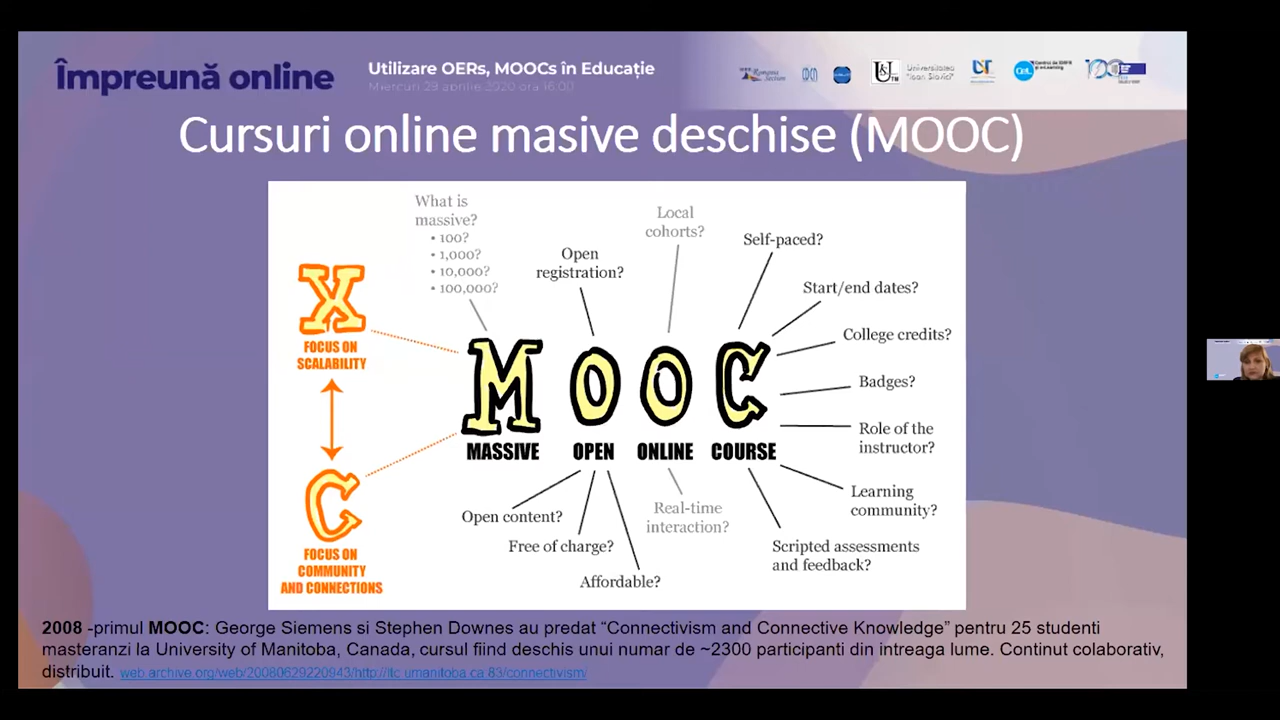 Împreună online
Utilizare OERs, MOOCs în Educație
Miercuri 29 aprilie 2020 ora 16:00
Universitatea
"Ioan Slavici"
Cursuri online masive deschise (MOOC)
What is
massive?
• 100?
• 1,000?
• 10,000?
• 100,000?
Open
registration?
Local
cohorts?
Self-paced?
Start/end dates?
College credits?
Badges?
Role of the
instructor?
Learning
community?
Scripted assessments
and feedback?
X
FOCUS ON
SCALABILITY
C
FOCUS ON
COMMUNITY
AND CONNECTIONS
MOOC
MASSIVE OPEN ONLINE COURSE
Open content?
Free of charge?
Affordable?
Real-time
interaction?
2008 -primul MOOC: George Siemens si Stephen Downes au predat “Connectivism and Connective Knowledge” pentru 25 studenti
masteranzi la University of Manitoba, Canada, cursul fiind deschis unui numar de ~2300 participanti din intreaga lume. Continut colaborativ,
distribuit. web.archive.org/web/20080629220943/http://ltc.umanitoba.ca:83/connectivism/